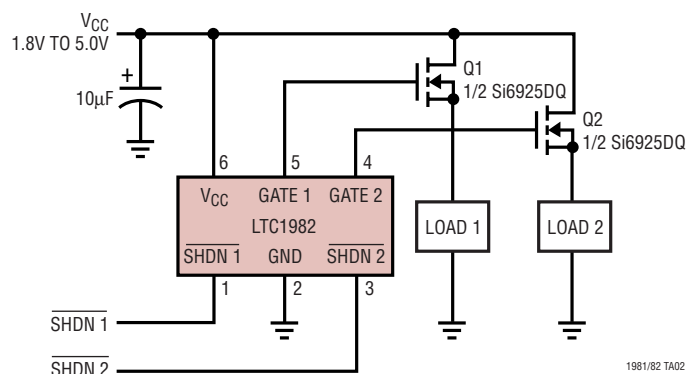 VCC
1.8V TO 5.0V
+
10µF
Q1
1/2 Si6925DQ
Q2
1/2 Si6925DQ
6
5
4
VCC
GATE 1
GATE 2
LTC1982
SHDN 1
GND
SHDN 2
1
2
3
LOAD 1
LOAD 2
SHDN 1
SHDN 2
1981/82 TA02